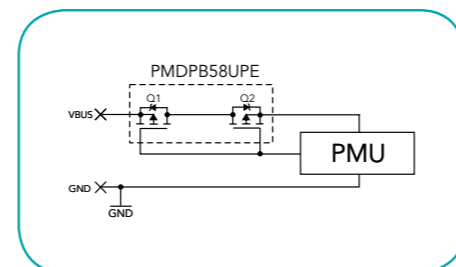 PMDPB58UPE
Q1 Q2
VBUS
PMU
GND
GND